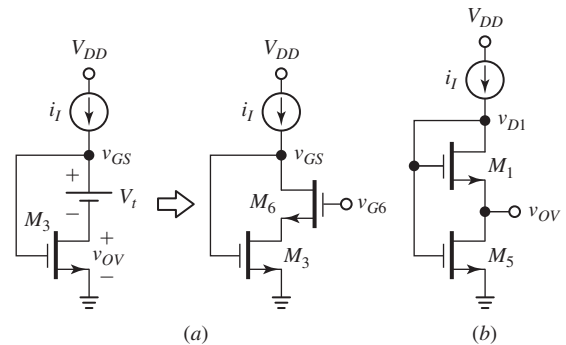 V_DD V_DD V_DD
i_I i_I i_I
v_GS v_GS v_D1
+ V_t −
M_3 + v_OV −
M_6 v_G6
M_3
M_1
v_OV
M_5
(a) (b)